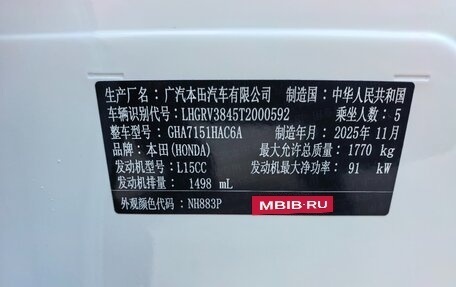 生产厂名：广汽本田汽车有限公司 制造国：中华人民共和国
车辆识别代号：LHGRV3845T2000592 乘坐人数：5
整车型号：GHA7151HAC6A 制造年月：2025年11月
品牌：本田(HONDA) 最大允许总质量：1770 kg
发动机型号：L15CC 发动机最大净功率：91 kW
发动机排量：1498 mL
外观颜色代号：NH883P
MBIB.RU